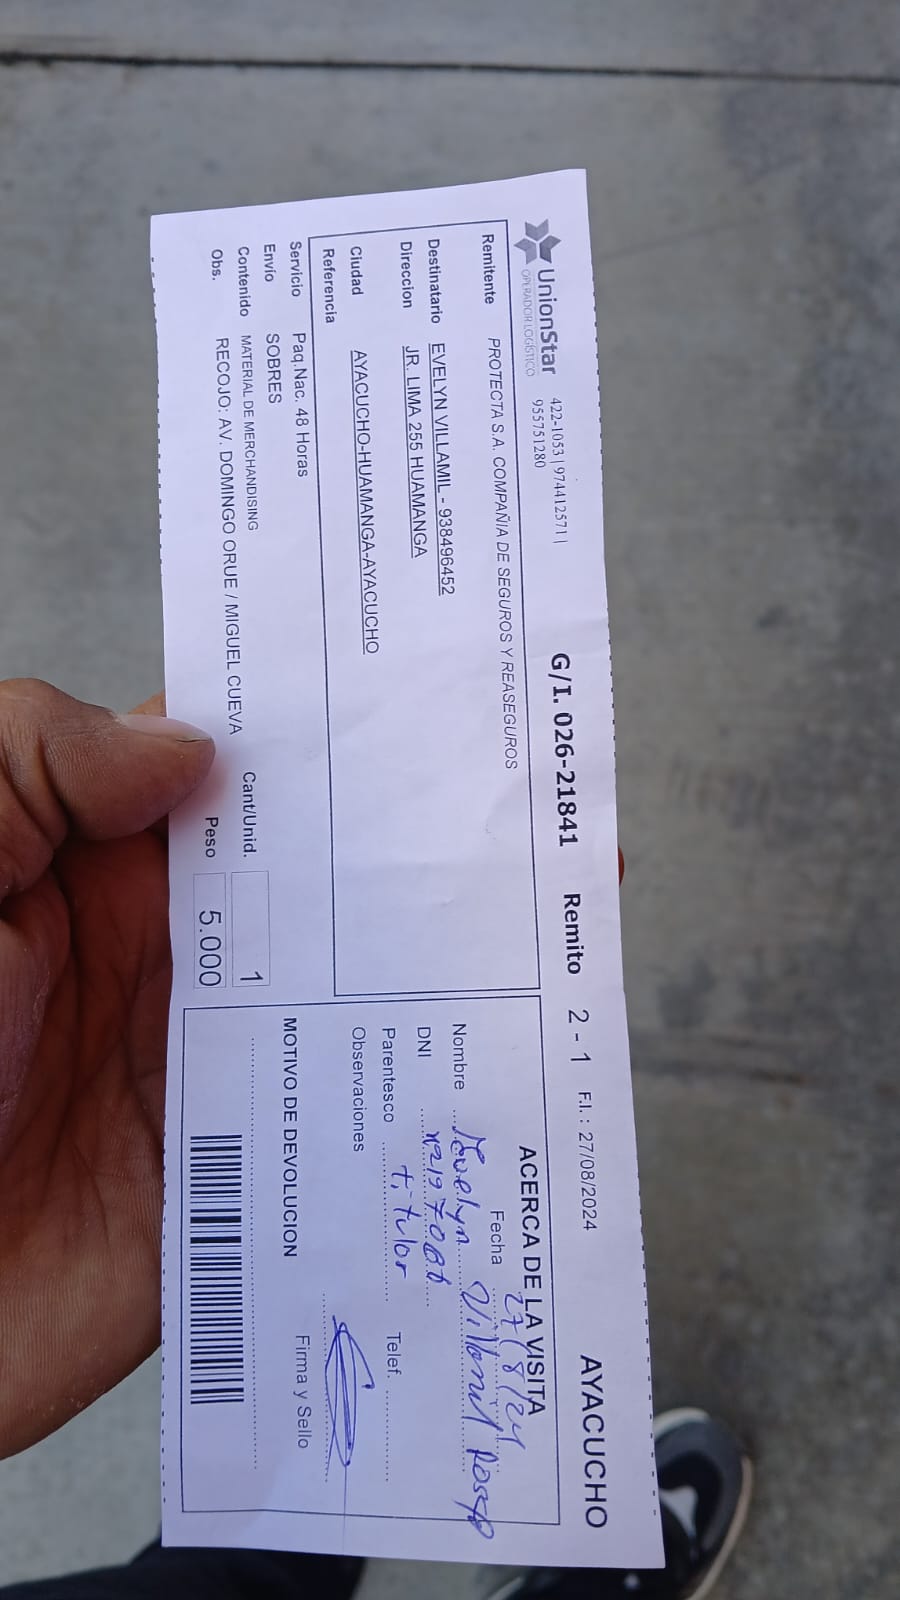 UnionStar
OPERADOR LOGÍSTICO
422-1053 | 974412571 |
955751280
G/I. 026-21841 Remito 2 - 1 F.I.: 27/08/2024 AYACUCHO
Remitente PROTECTA S.A. COMPAÑIA DE SEGUROS Y REASEGUROS
Destinatario EVELYN VILLAMIL - 938496452
Direccion JR. LIMA 255 HUAMANGA
Ciudad AYACUCHO-HUAMANGA-AYACUCHO
Referencia
Servicio Paq.Nac. 48 Horas
Envio SOBRES
Contenido MATERIAL DE MERCHANDISING Cant/Unid. 1
Obs. RECOJO: AV. DOMINGO ORUE / MIGUEL CUEVA Peso 5.000
ACERCA DE LA VISITA
Fecha 27/8/24
Nombre Evelyn Villamil
DNI
Parentesco titular Telef.
Observaciones
Firma y Sello
MOTIVO DE DEVOLUCION